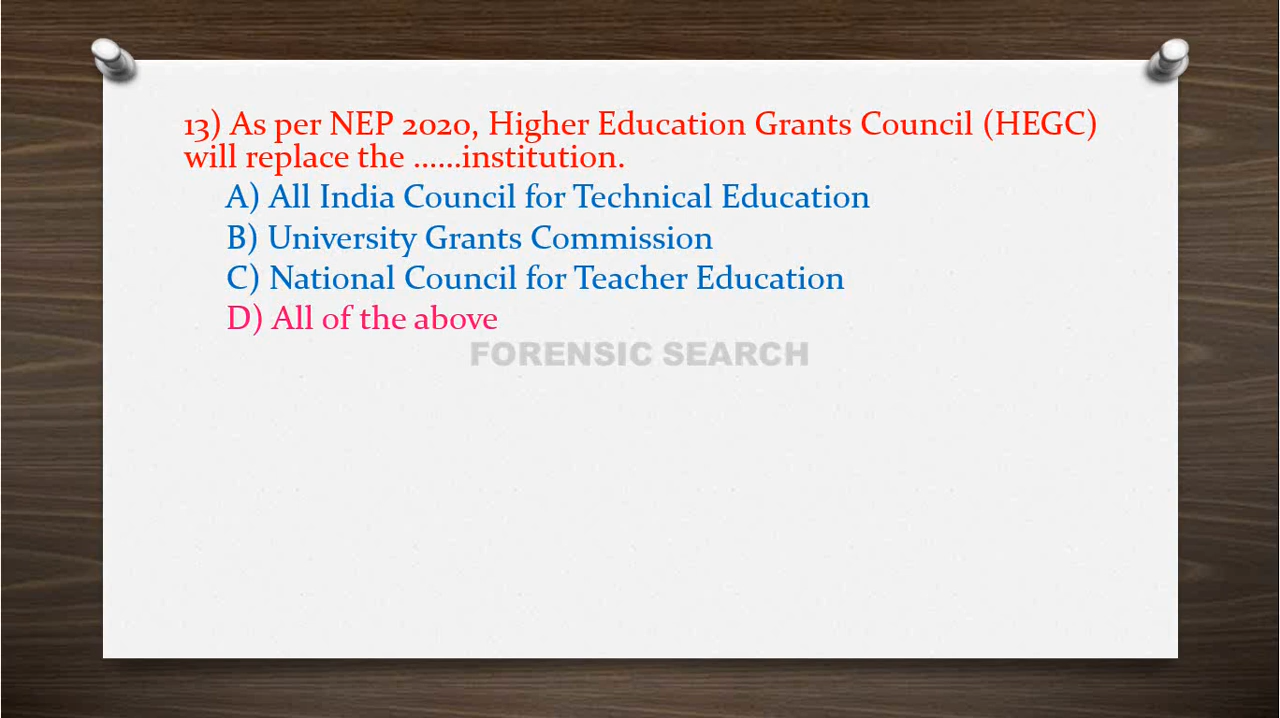 13) As per NEP 2020, Higher Education Grants Council (HEGC)
will replace the ......institution.
A) All India Council for Technical Education
B) University Grants Commission
C) National Council for Teacher Education
D) All of the above
FORENSIC SEARCH